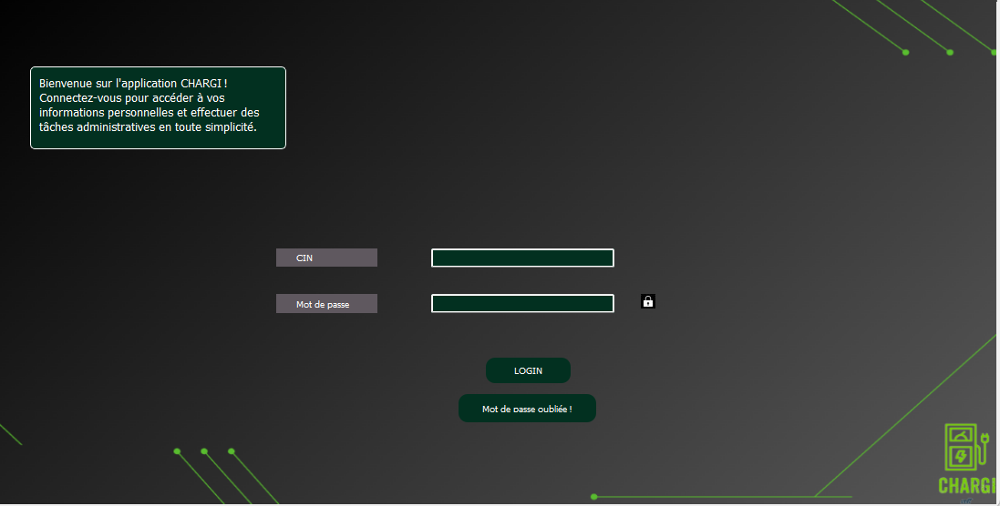 Bienvenue sur l'application CHARGI !
Connectez-vous pour accéder à vos
informations personnelles et effectuer des
tâches administratives en toute simplicité.
CIN
Mot de passe
LOGIN
Mot de passe oubliée !
CHARGI